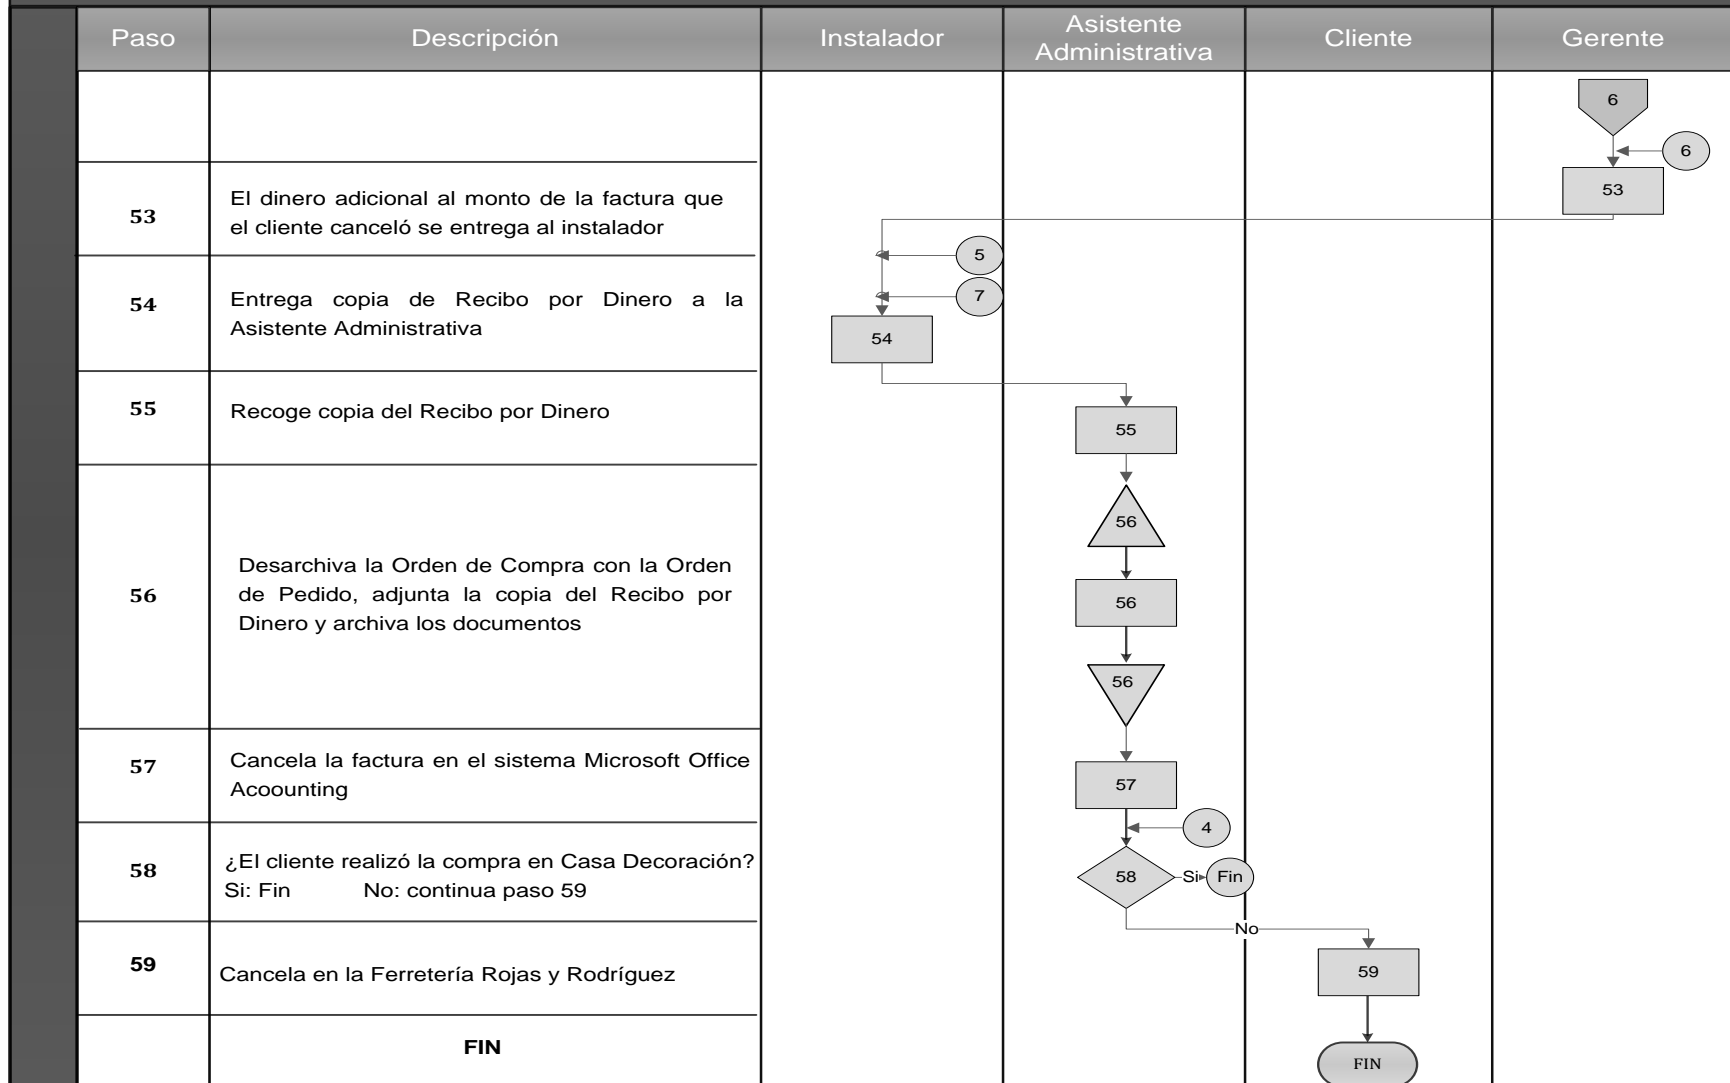 Paso Descripción Instalador Asistente Administrativa Cliente Gerente
6
6
53 El dinero adicional al monto de la factura que
el cliente canceló se entrega al instalador
53
5
7
54 Entrega copia de Recibo por Dinero a la
Asistente Administrativa
54
55 Recoge copia del Recibo por Dinero
55
56
56 Desarchiva la Orden de Compra con la Orden
de Pedido, adjunta la copia del Recibo por
Dinero y archiva los documentos
56
56
57 Cancela la factura en el sistema Microsoft Office
Acoounting
57
4
58 ¿El cliente realizó la compra en Casa Decoración?
Si: Fin No: continua paso 59
58 Si Fin
No
59 Cancela en la Ferretería Rojas y Rodríguez
59
FIN
FIN